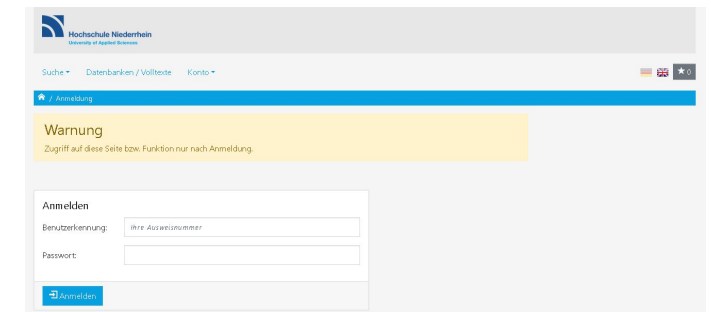 Hochschule Niederrhein
University of Applied Sciences
Suche Datenbanken / Volltexte Konto
0
/ Anmeldung
Warnung
Zugriff auf diese Seite bzw. Funktion nur nach Anmeldung.
Anmelden
Benutzerkennung: Ihre Ausweisnummer
Passwort:
Anmelden